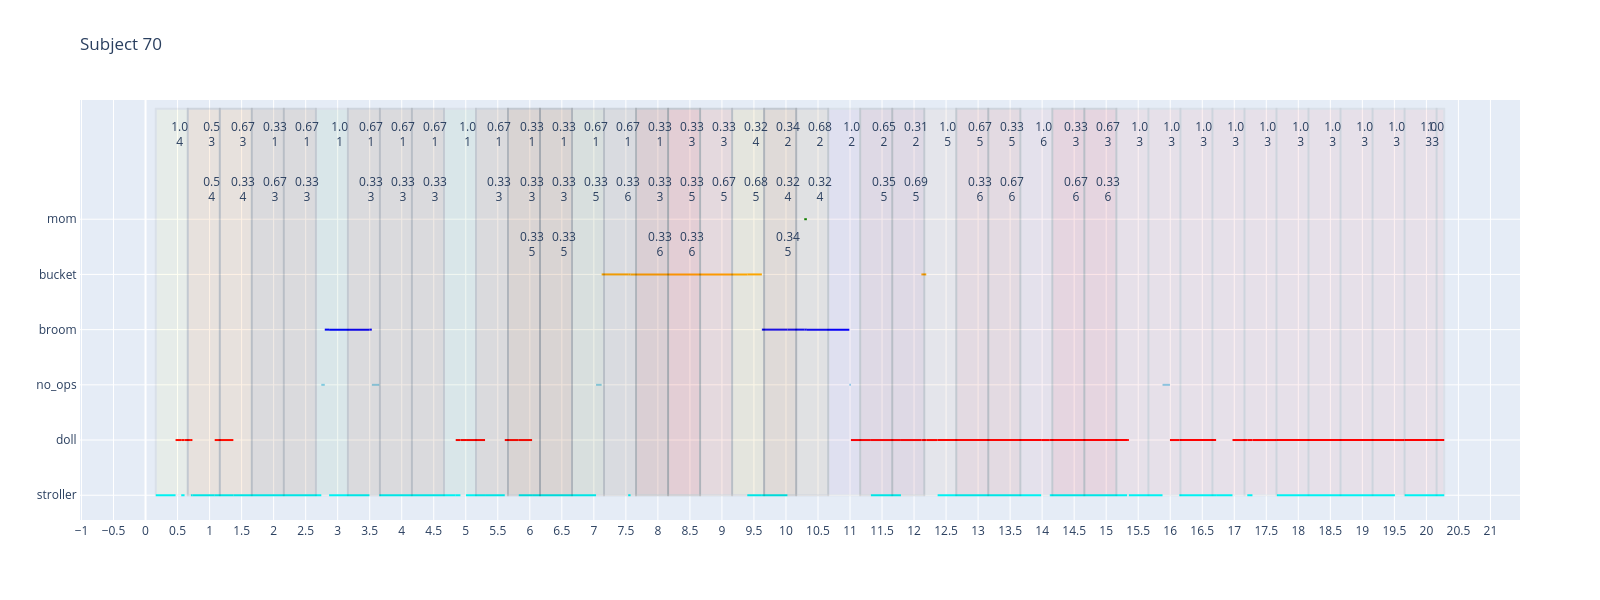 Subject 70
1.0 0.5 0.67 0.33 0.67 1.0 0.67 0.67 0.67 1.0 0.67 0.33 0.33 0.67 0.67 0.33 0.33 0.33 0.32 0.34 0.68 1.0 0.65 0.31 1.0 0.67 0.33 1.0 0.33 0.67 1.0 1.0 1.0 1.0 1.0 1.0 1.0 1.0 1.0
4 3 3 1 1 1 1 1 1 1 1 1 1 1 1 1 3 3 4 2 2 2 2 2 5 5 5 6 3 3 3 3 3 3 3 3 3 3 3 3
0.5 0.33 0.67 0.33 0.33 0.33 0.33 0.33 0.33 0.33 0.33 0.33 0.33 0.33 0.67 0.68 0.32 0.32 0.35 0.69 0.33 0.67 0.67 0.33
4 4 3 3 3 3 3 3 3 3 5 6 3 5 5 5 4 4 5 5 6 6 6 6
mom
0.33 0.33 0.33 0.33 0.34
5 5 6 6 5
bucket
broom
no_ops
doll
stroller
−1 −0.5 0 0.5 1 1.5 2 2.5 3 3.5 4 4.5 5 5.5 6 6.5 7 7.5 8 8.5 9 9.5 10 10.5 11 11.5 12 12.5 13 13.5 14 14.5 15 15.5 16 16.5 17 17.5 18 18.5 19 19.5 20 20.5 21